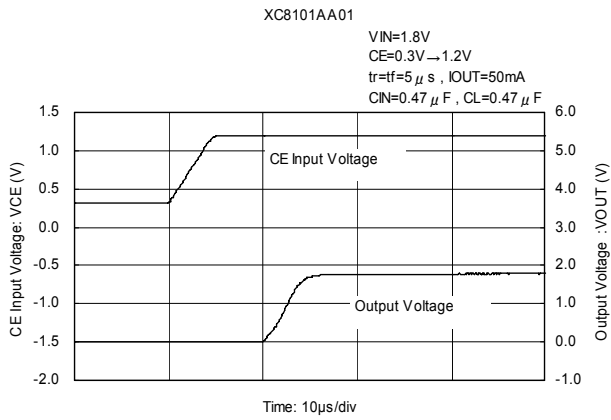 XC8101AA01
VIN=1.8V
CE=0.3V→1.2V
tr=tf=5μs , IOUT=50mA
CIN=0.47μF , CL=0.47μF
CE Input Voltage: VCE (V)
1.5
1.0
0.5
0.0
-0.5
-1.0
-1.5
-2.0
CE Input Voltage
Output Voltage
6.0
5.0
4.0
3.0
2.0
1.0
0.0
-1.0
Output Voltage :VOUT (V)
Time: 10μs/div